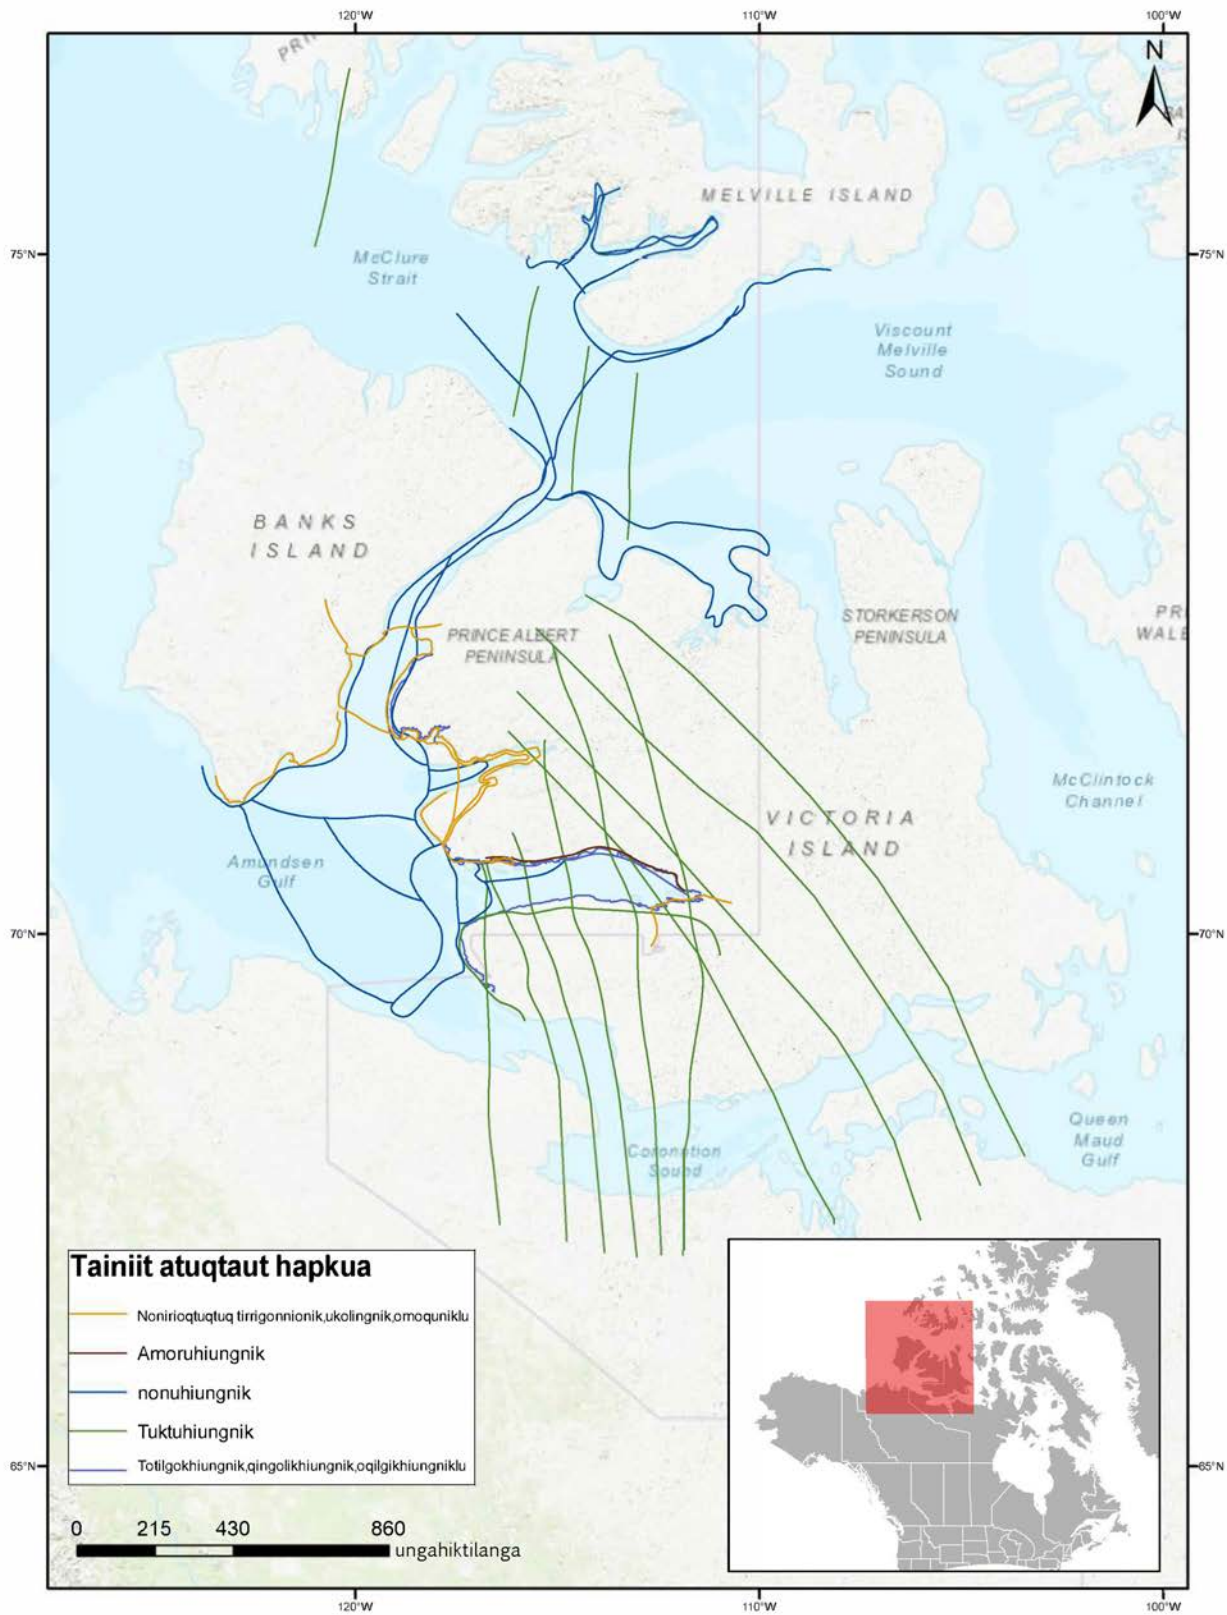 120°W
110°W
100°W
N
MELVILLE ISLAND
75°N
75°N
McClure
Strait
Viscount
Melville
Sound
BANKS
ISLAND
STORKERSON
PENINSULA
PRINCE ALBERT
PENINSULA
McClintock
Channel
VICTORIA
ISLAND
Amundsen
Gulf
70°N
70°N
Queen
Maud
Gulf
Coronation
Sound
Tainiit atuqtaut hapkua
Nonirioqtuqtuq tirrigonnionik,ukolingnik,omoquniklu
Amoruhiungnik
nonuhiungnik
Tuktuhiungnik
Totilgokhiungnik,qingolikhiungnik,oqilgikhiungniklu
65°N
65°N
0 215 430 860
ungahiktilanga
120°W
110°W
100°W